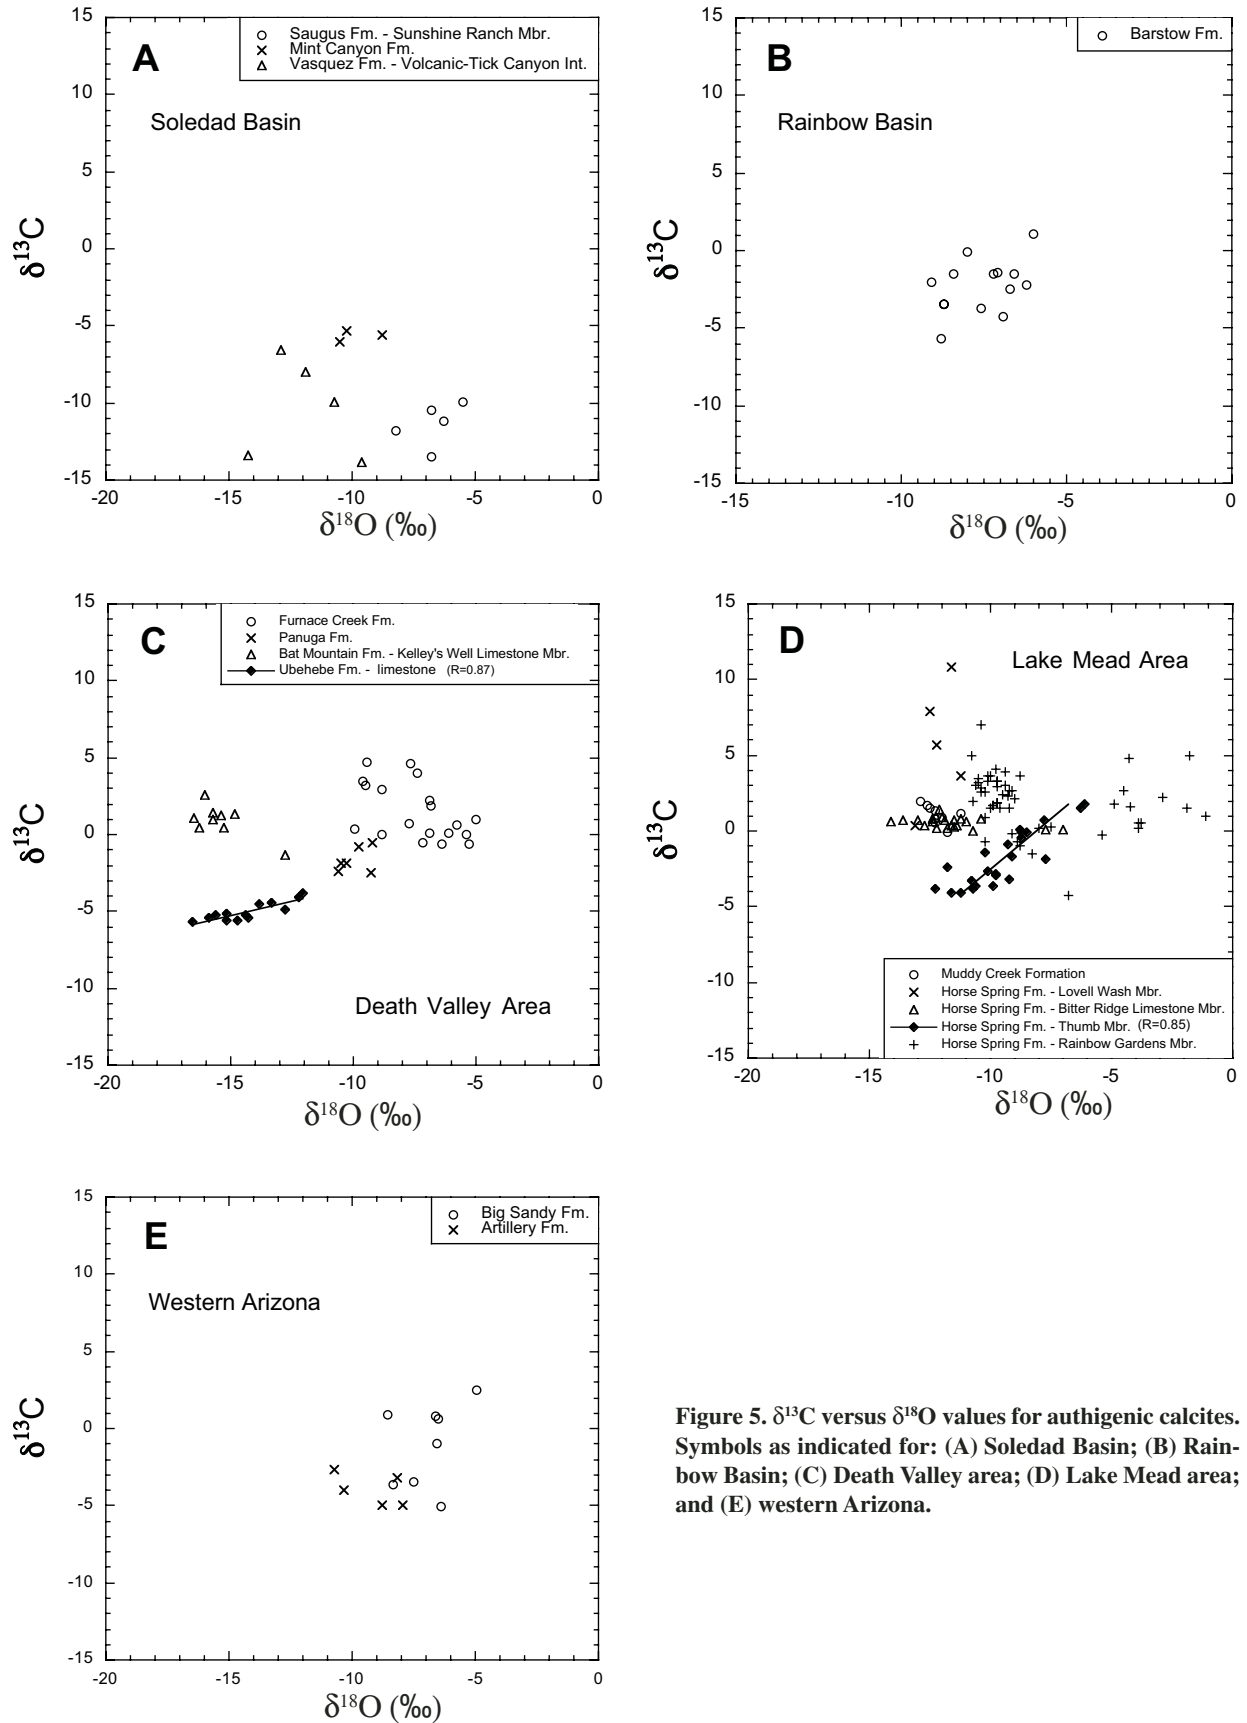 A
Saugus Fm. - Sunshine Ranch Mbr.
Mint Canyon Fm.
Vasquez Fm. - Volcanic-Tick Canyon Int.
Soledad Basin
15
10
5
0
-5
-10
-15
δ13C
-20
-15
-10
-5
0
δ18O (‰)
B
Barstow Fm.
Rainbow Basin
15
10
5
0
-5
-10
-15
δ13C
-15
-10
-5
0
δ18O (‰)
C
Furnace Creek Fm.
Panuga Fm.
Bat Mountain Fm. - Kelley's Well Limestone Mbr.
Ubehebe Fm. - limestone (R=0.87)
Death Valley Area
15
10
5
0
-5
-10
-15
δ13C
-20
-15
-10
-5
0
δ18O (‰)
D
Lake Mead Area
Muddy Creek Formation
Horse Spring Fm. - Lovell Wash Mbr.
Horse Spring Fm. - Bitter Ridge Limestone Mbr.
Horse Spring Fm. - Thumb Mbr. (R=0.85)
Horse Spring Fm. - Rainbow Gardens Mbr.
15
10
5
0
-5
-10
-15
δ13C
-20
-15
-10
-5
0
δ18O (‰)
E
Big Sandy Fm.
Artillery Fm.
Western Arizona
15
10
5
0
-5
-10
-15
δ13C
-20
-15
-10
-5
0
δ18O (‰)
Figure 5. δ13C versus δ18O values for authigenic calcites.
Symbols as indicated for: (A) Soledad Basin; (B) Rain-
bow Basin; (C) Death Valley area; (D) Lake Mead area;
and (E) western Arizona.